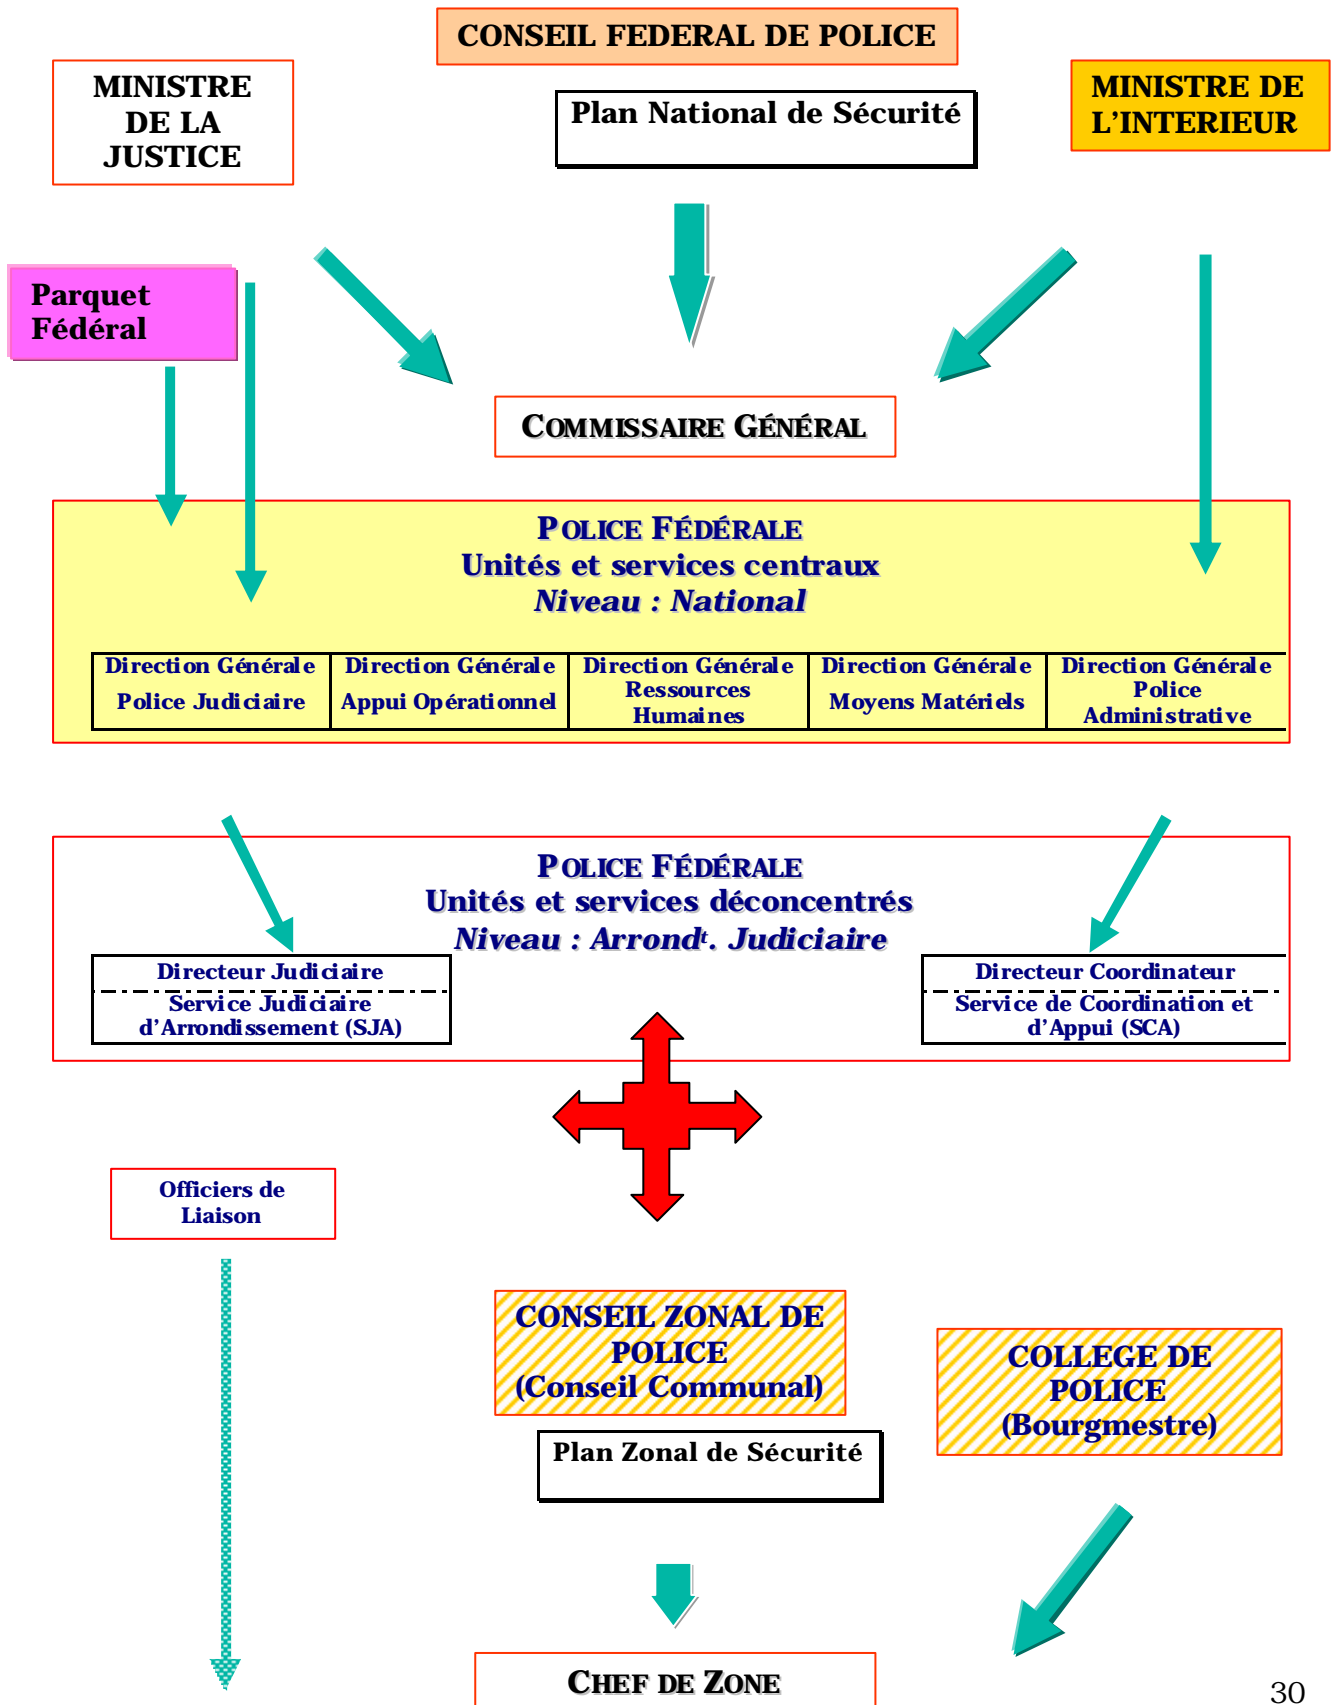 CONSEIL FEDERAL DE POLICE
MINISTRE
DE LA
JUSTICE
Plan National de Sécurité
MINISTRE DE
L'INTERIEUR
Parquet
Fédéral
COMMISSAIRE GÉNÉRAL
POLICE FÉDÉRALE
Unités et services centraux
Niveau : National
Direction Générale
Police Judiciaire
Direction Générale
Appui Opérationnel
Direction Générale
Ressources
Humaines
Direction Générale
Moyens Matériels
Direction Générale
Police
Administrative
POLICE FÉDÉRALE
Unités et services déconcentrés
Niveau : Arrondt. Judiciaire
Directeur Judiciaire
Service Judiciaire
d'Arrondissement (SJA)
Directeur Coordinateur
Service de Coordination et
d'Appui (SCA)
Officiers de
Liaison
CONSEIL ZONAL DE
POLICE
(Conseil Communal)
Plan Zonal de Sécurité
COLLEGE DE
POLICE
(Bourgmestre)
CHEF DE ZONE
30